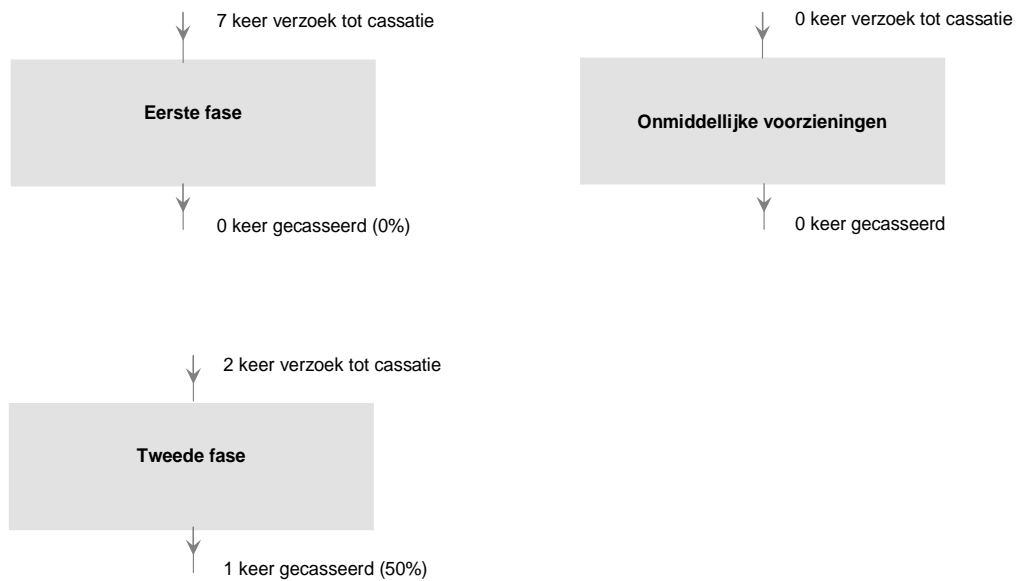 7 keer verzoek tot cassatie
Eerste fase
0 keer gecasseerd (0%)
0 keer verzoek tot cassatie
Onmiddellijke voorzieningen
0 keer gecasseerd
2 keer verzoek tot cassatie
Tweede fase
1 keer gecasseerd (50%)